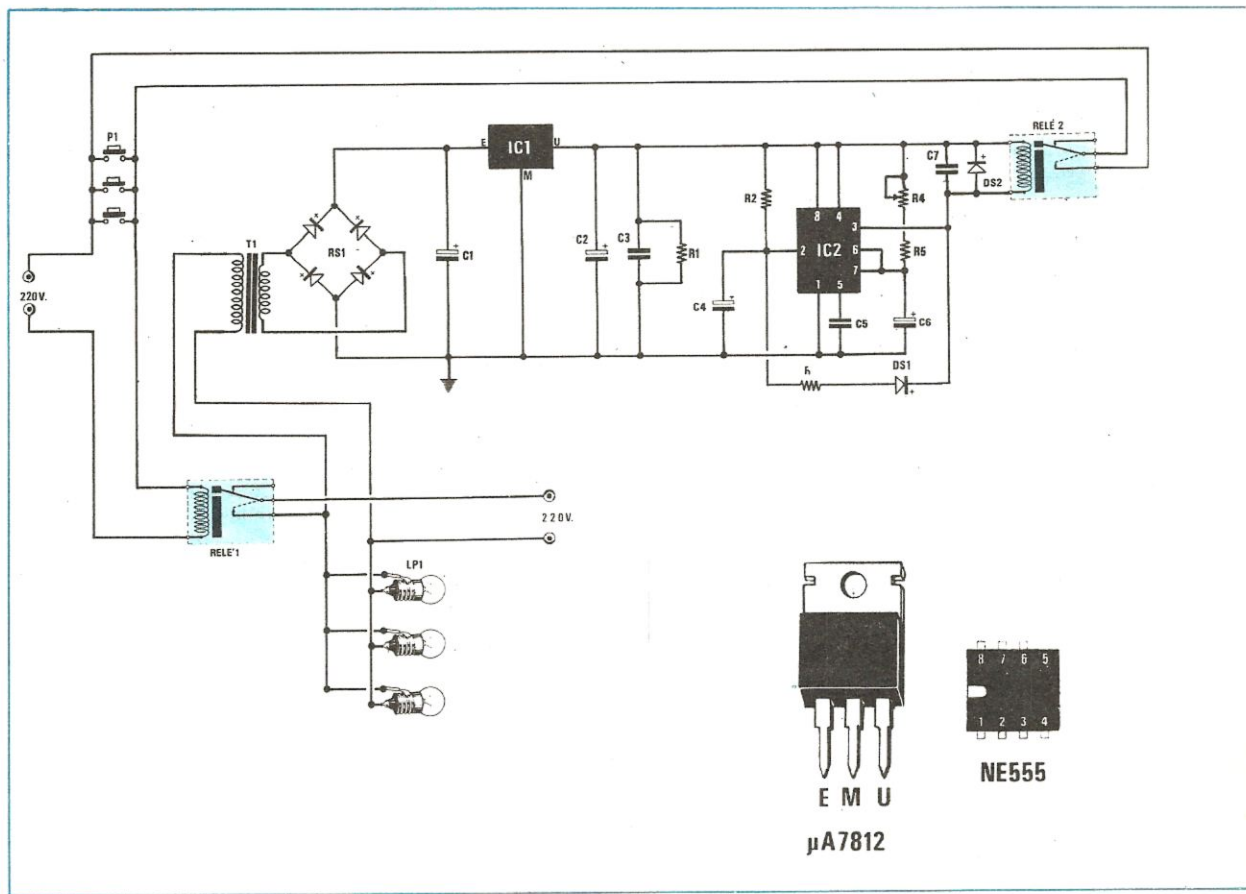 P1
220V.
T1
RS1
C1
E
IC1
U
M
C2
C3
R1
R2
C4
8
4
2
IC2
3
6
7
1
5
C5
R4
R5
C6
C7
DS2
DS1
RELÉ 2
RELE'1
220V.
LP1
E M U
µA7812
8 7 6 5
1 2 3 4
NE555